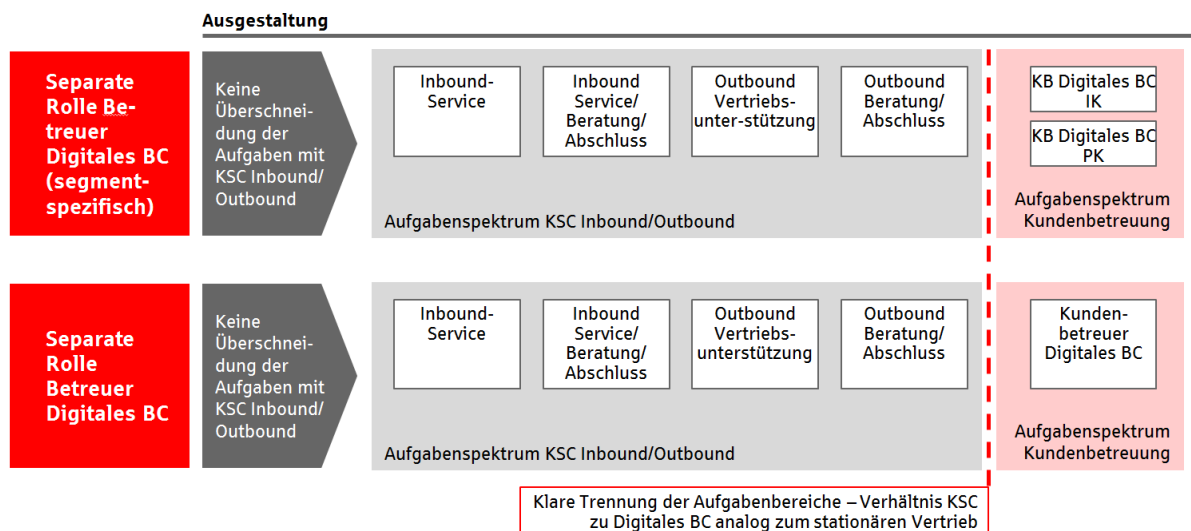 Ausgestaltung
Separate
Rolle Be-
treuer
Digitales BC
(segment-
spezifisch)
Keine
Überschnei-
dung der
Aufgaben mit
KSC Inbound/
Outbound
Inbound-
Service
Inbound
Service/
Beratung/
Abschluss
Outbound
Vertriebs-
unter-stützung
Outbound
Beratung/
Abschluss
Aufgabenspektrum KSC Inbound/Outbound
KB Digitales BC
IK
KB Digitales BC
PK
Aufgabenspektrum
Kundenbetreuung
Separate
Rolle
Betreuer
Digitales BC
Keine
Überschnei-
dung der
Aufgaben mit
KSC Inbound/
Outbound
Inbound-
Service
Inbound
Service/
Beratung/
Abschluss
Outbound
Vertriebs-
unterstützung
Outbound
Beratung/
Abschluss
Aufgabenspektrum KSC Inbound/Outbound
Kunden-
betreuer
Digitales BC
Aufgabenspektrum
Kundenbetreuung
Klare Trennung der Aufgabenbereiche – Verhältnis KSC
zu Digitales BC analog zum stationären Vertrieb